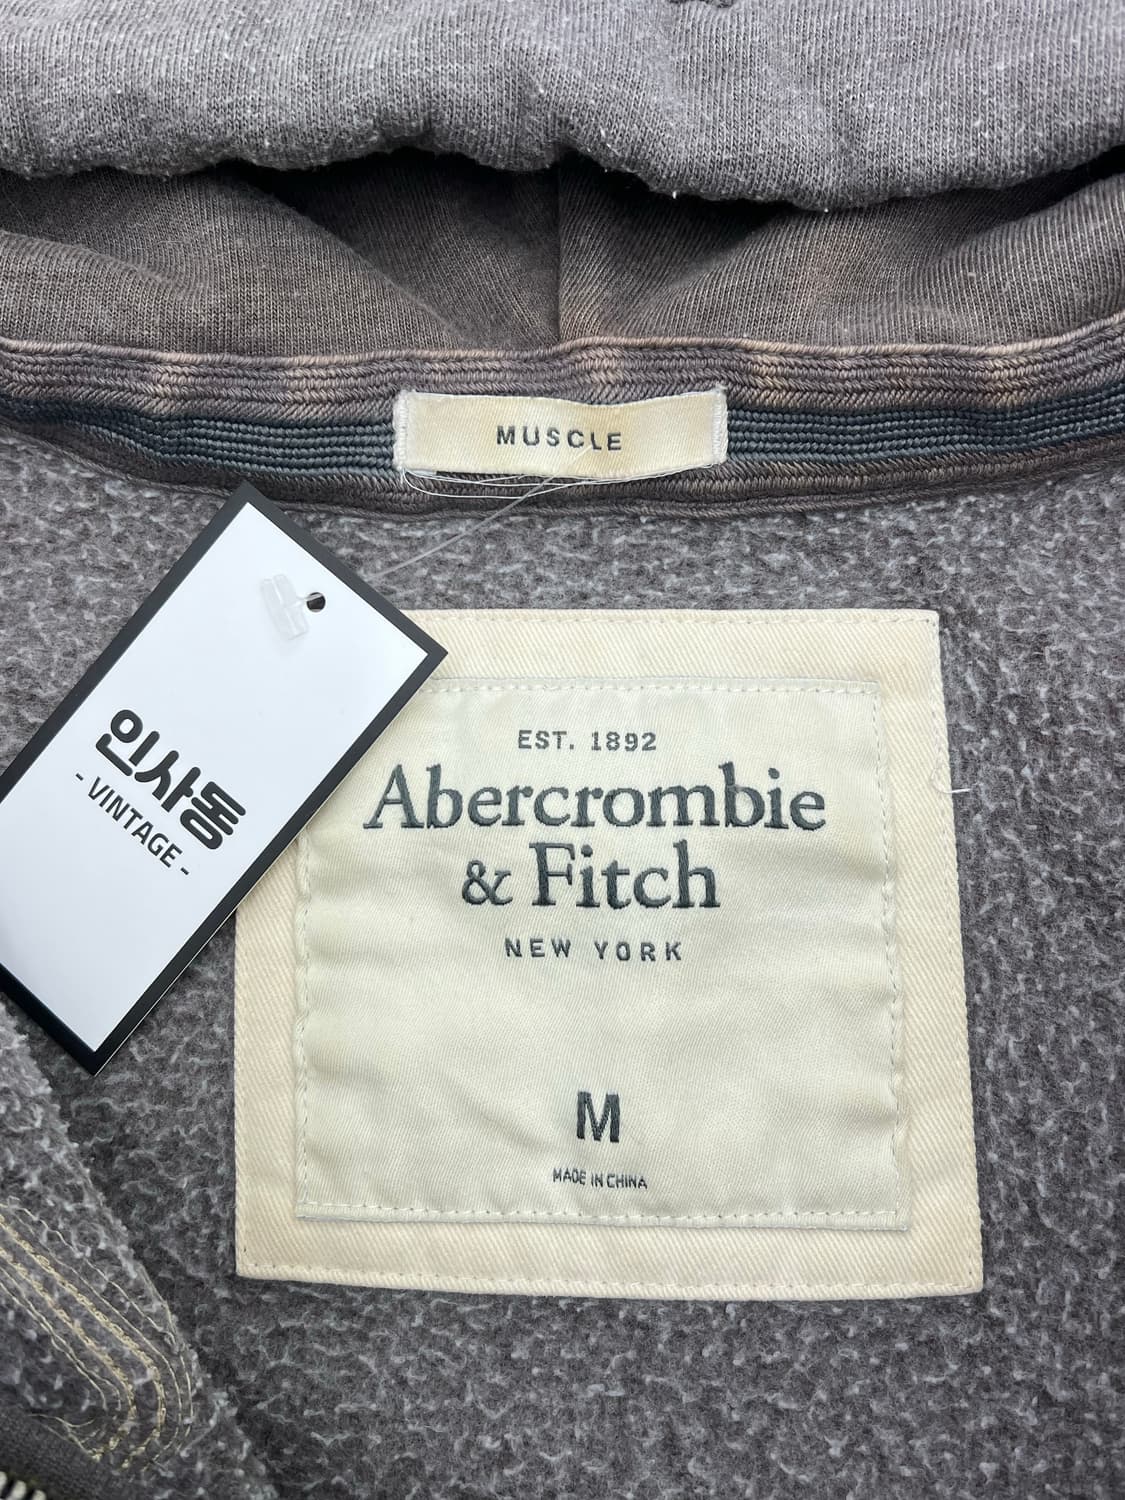 MUSCLE
인사동
- VINTAGE -
EST. 1892
Abercrombie
& Fitch
NEW YORK
M
MADE IN CHINA